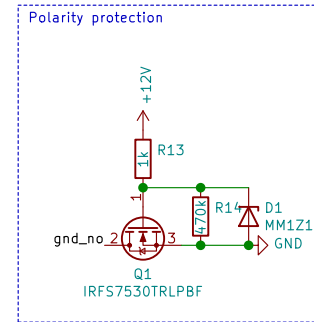 Polarity protection
+12V
R13
1k
1
R14
470k
D1
MM1Z1
gnd_no
2
3
GND
Q1
IRFS7530TRLPBF